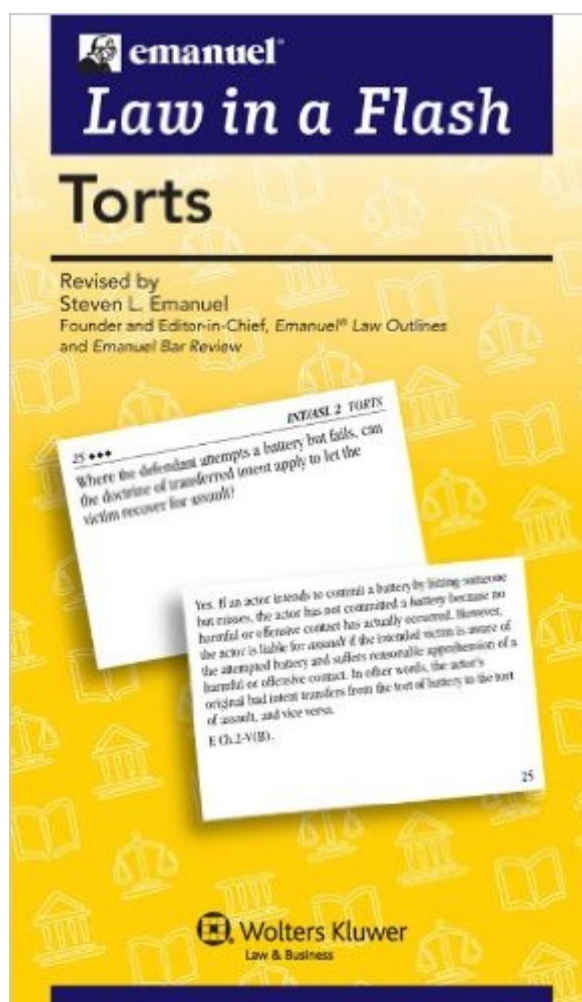 emanuel®
Law in a Flash
Torts
Revised by
Steven L. Emanuel
Founder and Editor-in-Chief, Emanuel® Law Outlines
and Emanuel Bar Review
25 ♦♦♦ INT/ASL 2 TORTS
Where the defendant attempts a battery but fails, can
the doctrine of transferred intent apply to let the
victim recover for assault?
Yes. If an actor intends to commit a battery by hitting someone
but misses, the actor has not committed a battery because no
harmful or offensive contact has actually occurred. However,
the actor is liable for assault if the intended victim is aware of
the attempted battery and suffers reasonable apprehension of a
harmful or offensive contact. In other words, the actor's
original bad intent transfers from the tort of battery to the tort
of assault, and vice versa.
E Ch.2-V(B).
25
Wolters Kluwer
Law & Business